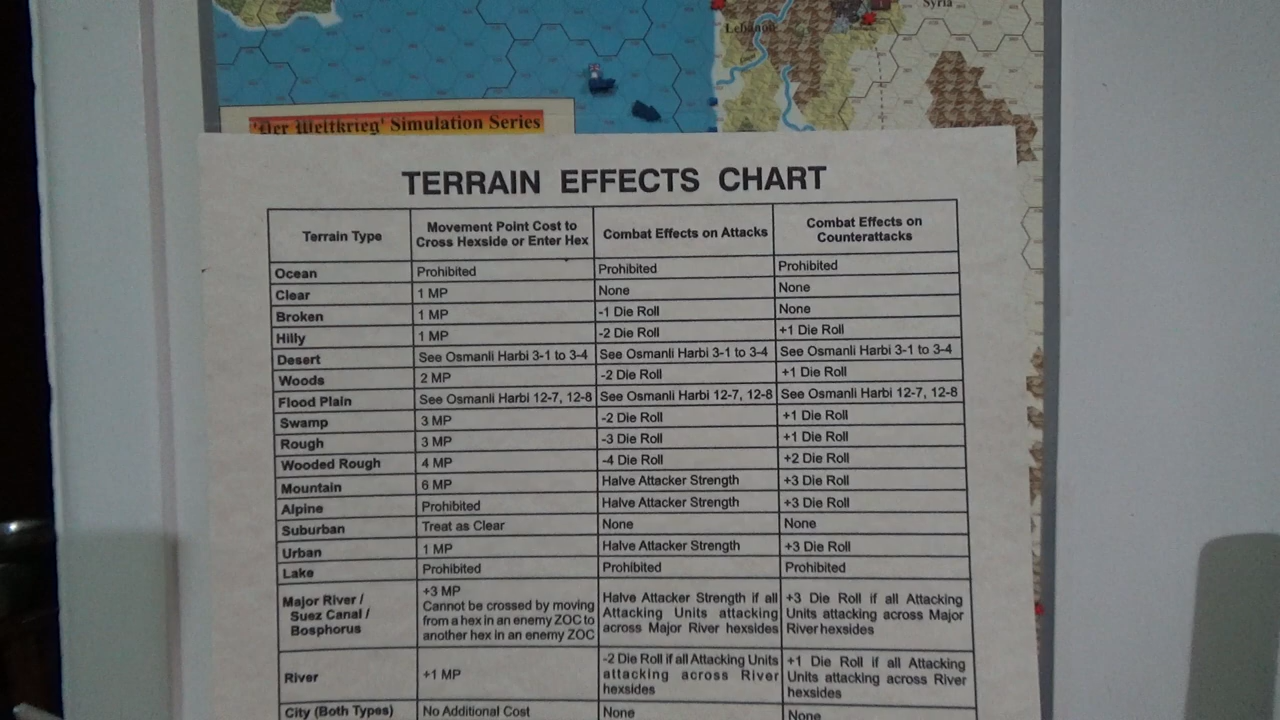 Lebanon
Syria
'Der Weltkrieg' Simulation Series
TERRAIN EFFECTS CHART
Terrain Type
Movement Point Cost to
Cross Hexside or Enter Hex
Combat Effects on Attacks
Combat Effects on
Counterattacks
Ocean Prohibited Prohibited Prohibited
Clear 1 MP None None
Broken 1 MP -1 Die Roll None
Hilly 1 MP -2 Die Roll +1 Die Roll
Desert See Osmanli Harbi 3-1 to 3-4 See Osmanli Harbi 3-1 to 3-4 See Osmanli Harbi 3-1 to 3-4
Woods 2 MP -2 Die Roll +1 Die Roll
Flood Plain See Osmanli Harbi 12-7, 12-8 See Osmanli Harbi 12-7, 12-8 See Osmanli Harbi 12-7, 12-8
Swamp 3 MP -2 Die Roll +1 Die Roll
Rough 3 MP -3 Die Roll +1 Die Roll
Wooded Rough 4 MP -4 Die Roll +2 Die Roll
Mountain 6 MP Halve Attacker Strength +3 Die Roll
Alpine Prohibited Halve Attacker Strength +3 Die Roll
Suburban Treat as Clear None None
Urban 1 MP Halve Attacker Strength +3 Die Roll
Lake Prohibited Prohibited Prohibited
Major River /
Suez Canal /
Bosphorus
+3 MP
Cannot be crossed by moving
from a hex in an enemy ZOC to
another hex in an enemy ZOC
Halve Attacker Strength if all
Attacking Units attacking
across Major River hexsides
+3 Die Roll if all Attacking
Units attacking across Major
River hexsides
River
+1 MP
-2 Die Roll if all Attacking Units
attacking across River
hexsides
+1 Die Roll if all Attacking
Units attacking across River
hexsides
City (Both Types) No Additional Cost None None